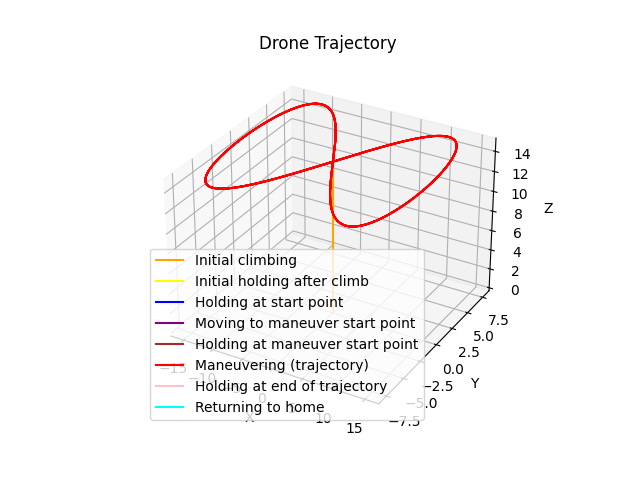 Drone Trajectory
14
12
10
8
6
4
2
0
Z
7.5
5.0
2.5
0.0
−2.5
−5.0
−7.5
Y
Initial climbing
Initial holding after climb
Holding at start point
Moving to maneuver start point
Holding at maneuver start point
Maneuvering (trajectory)
Holding at end of trajectory
Returning to home
−15
−10
0
10
15
X